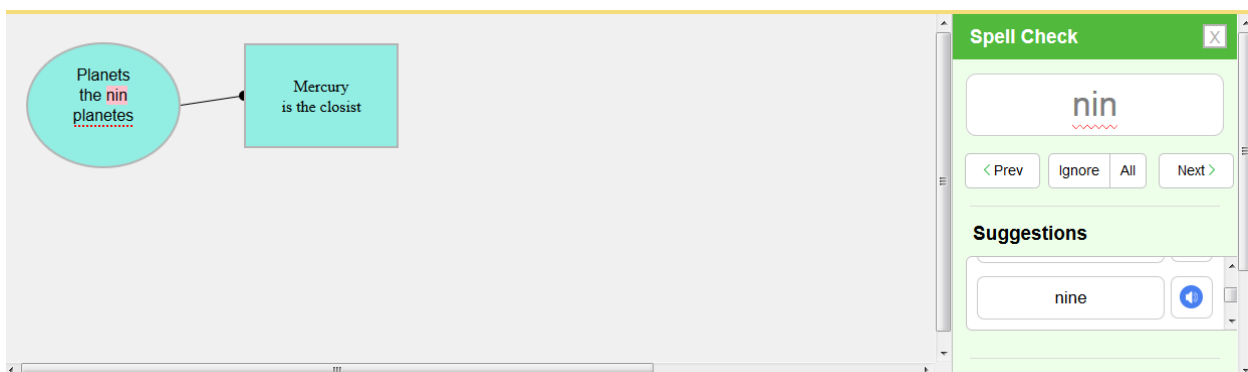 Planets
the nin
planetes
Mercury
is the closist
Spell Check
X
nin
< Prev
Ignore
All
Next >
Suggestions
nine